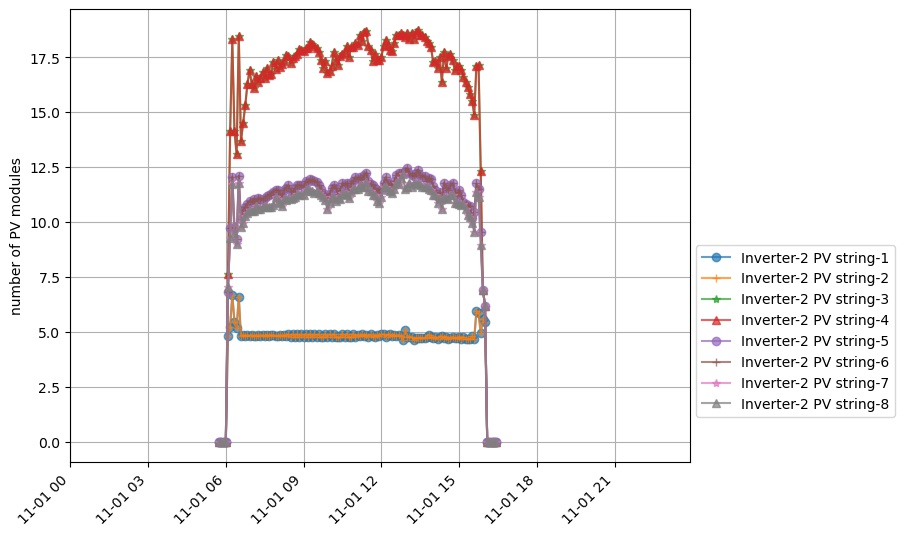 17.5
15.0
12.5
10.0
7.5
5.0
2.5
0.0
number of PV modules
11-01 00
11-01 03
11-01 06
11-01 09
11-01 12
11-01 15
11-01 18
11-01 21
Inverter-2 PV string-1
Inverter-2 PV string-2
Inverter-2 PV string-3
Inverter-2 PV string-4
Inverter-2 PV string-5
Inverter-2 PV string-6
Inverter-2 PV string-7
Inverter-2 PV string-8